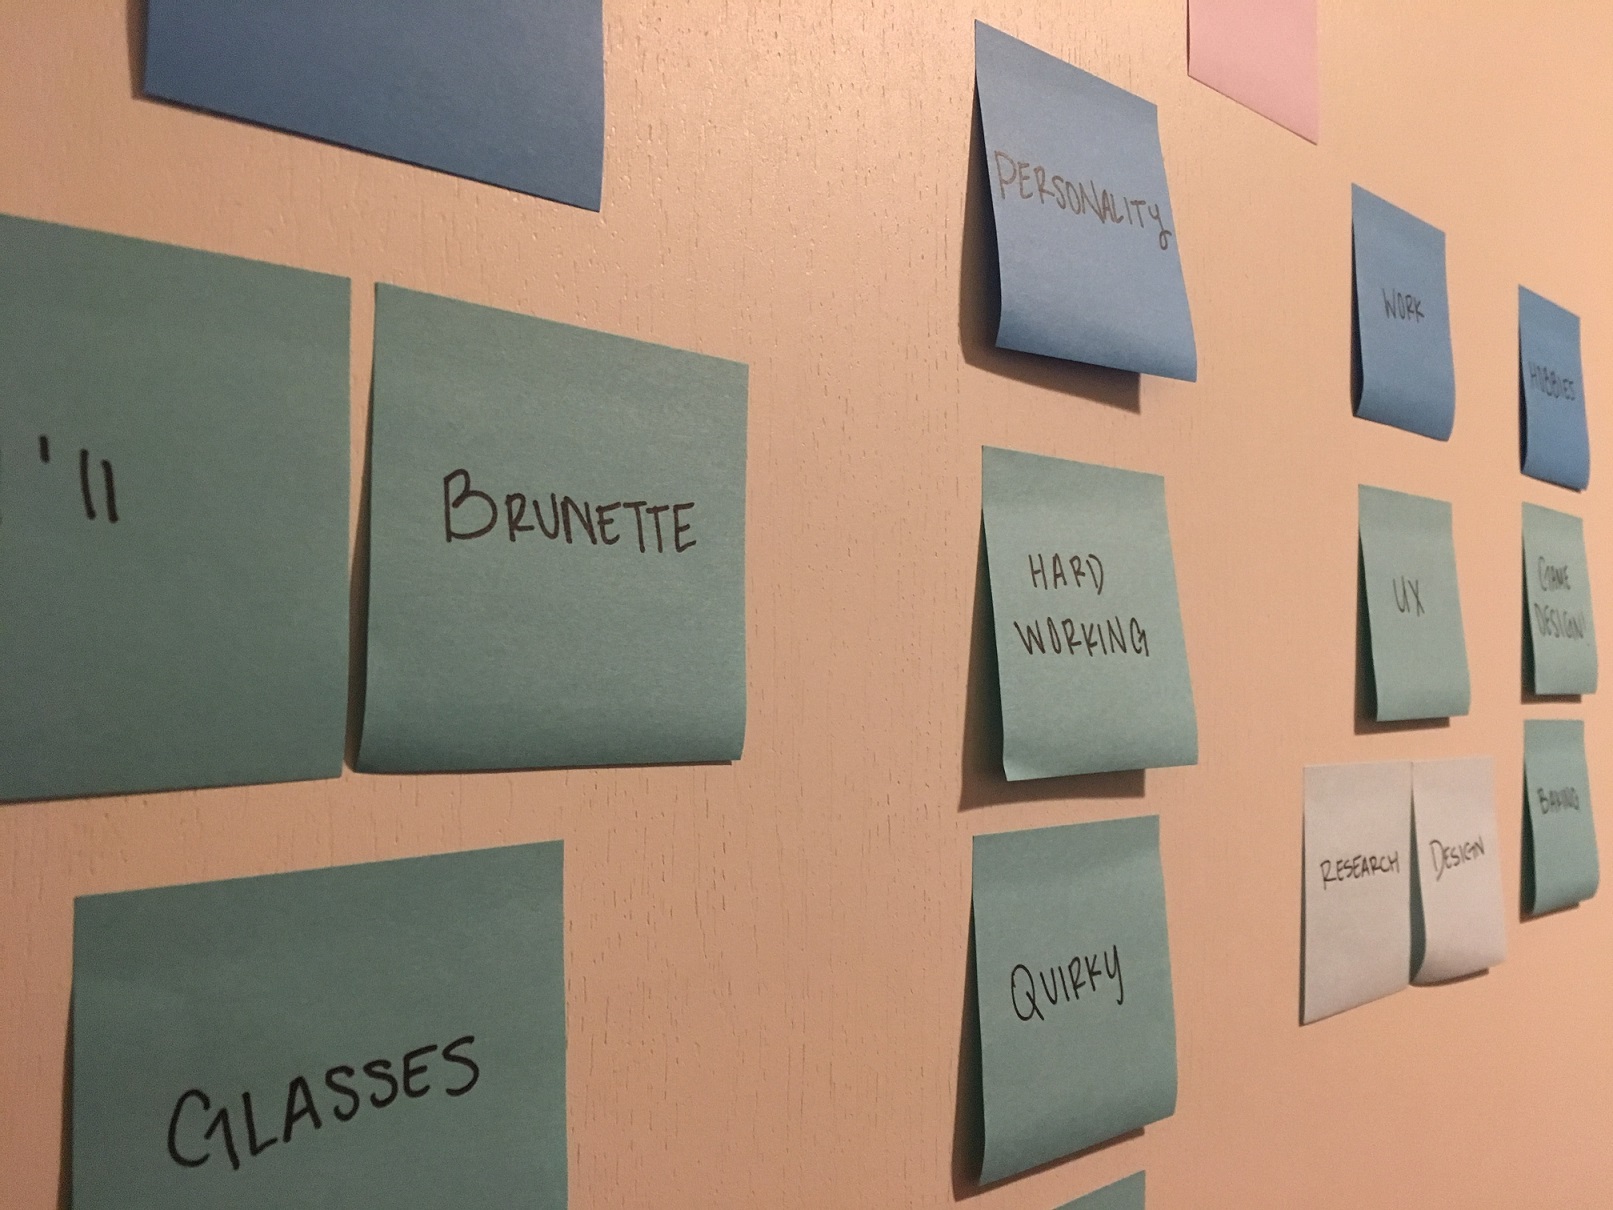 '11
BRUNETTE
GLASSES
PERSONALITY
HARD
WORKING
QUIRKY
WORK
UX
RESEARCH
DESIGN
HOBBIES
GAME
DESIGN
BAKING